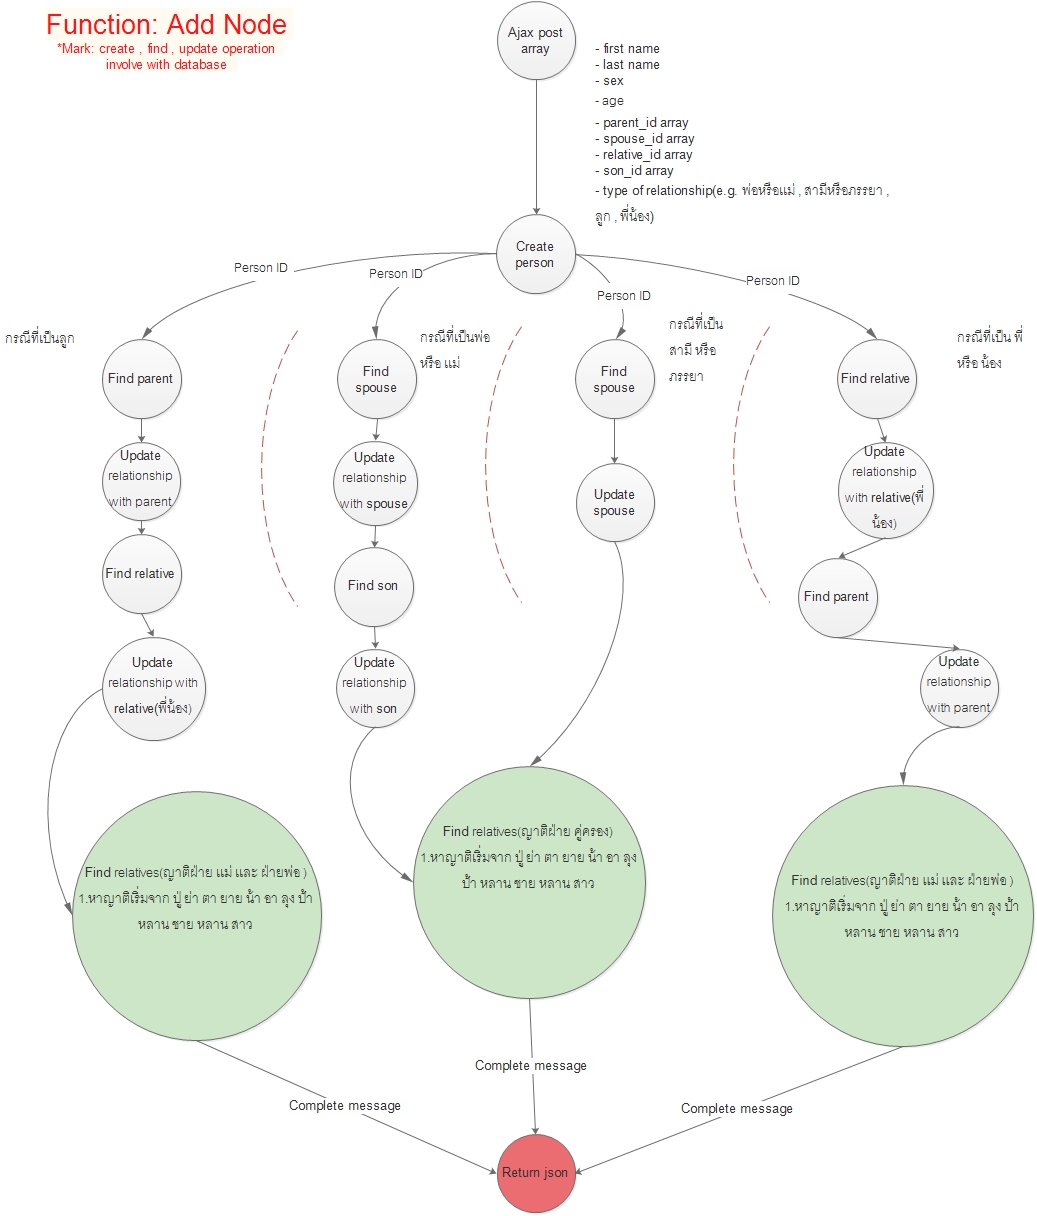 Function: Add Node
*Mark: create , find , update operation
involve with database
Ajax post
array
- first name
- last name
- sex
- age
- parent_id array
- spouse_id array
- relative_id array
- son_id array
- type of relationship(e.g. พ่อหรือแม่ , สามีหรือภรรยา ,
ลูก , พี่น้อง)
Create
person
Person ID
Person ID
Person ID
Person ID
กรณีที่เป็นลูก
Find parent
Update
relationship
with parent
Find relative
Update
relationship with
relative(พี่น้อง)
Find relatives(ญาติฝ่าย แม่ และ ฝ่ายพ่อ )
1.หาญาติเริ่มจาก ปู่ ย่า ตา ยาย น้า อา ลุง ป้า
หลาน ชาย หลาน สาว
กรณีที่เป็นพ่อ
หรือ แม่
Find
spouse
Update
relationship
with spouse
Find son
Update
relationship
with son
กรณีที่เป็น
สามี หรือ
ภรรยา
Find
spouse
Update
spouse
Find relatives(ญาติฝ่าย คู่ครอง)
1.หาญาติเริ่มจาก ปู่ ย่า ตา ยาย น้า อา ลุง
ป้า หลาน ชาย หลาน สาว
กรณีที่เป็น พี่
หรือ น้อง
Find relative
Update
relationship
with relative(พี่
น้อง)
Find parent
Update
relationship
with parent
Find relatives(ญาติฝ่าย แม่ และ ฝ่ายพ่อ )
1.หาญาติเริ่มจาก ปู่ ย่า ตา ยาย น้า อา ลุง ป้า
หลาน ชาย หลาน สาว
Complete message
Complete message
Complete message
Return json